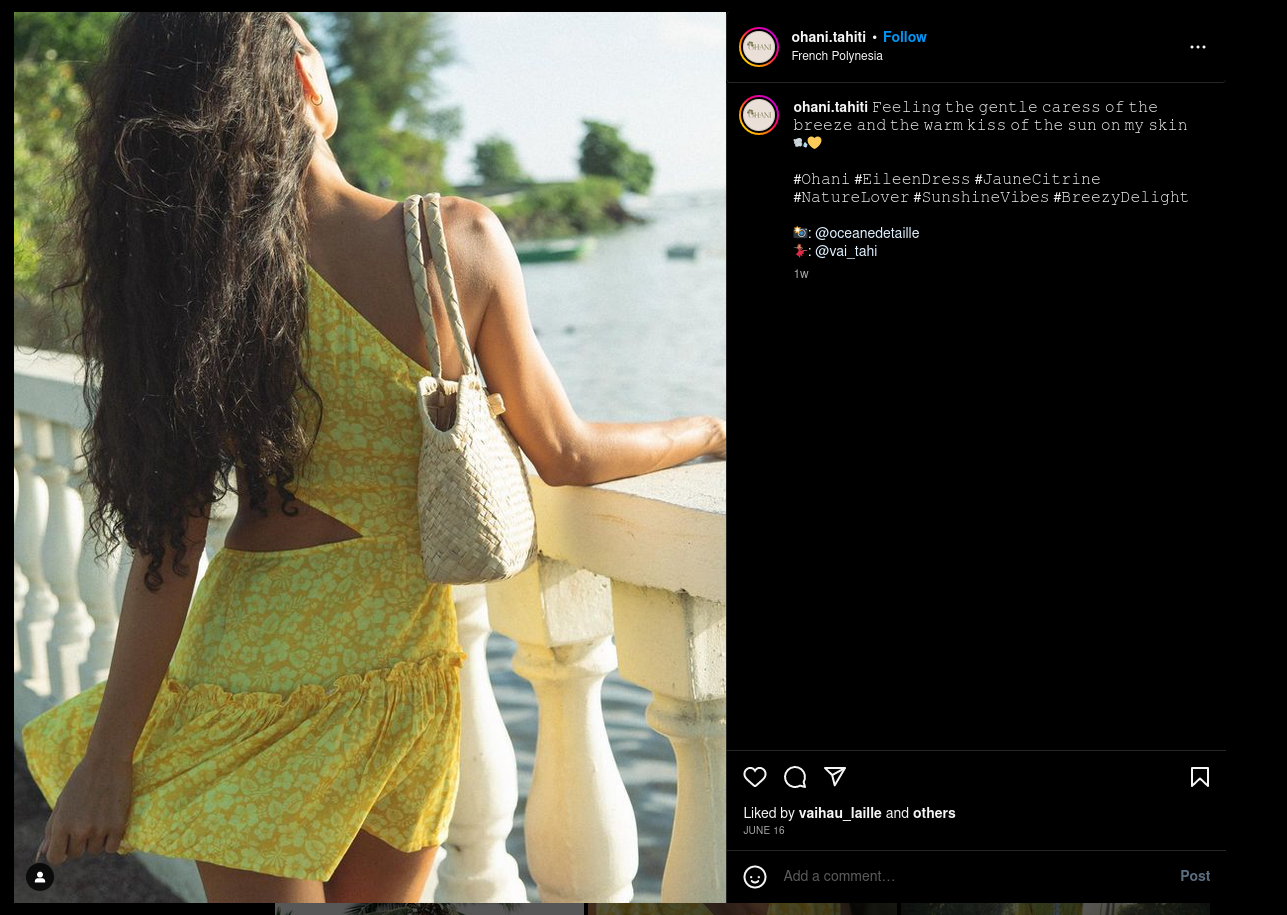 ohani.tahiti • Follow
French Polynesia
OHANI
OHANI
ohani.tahiti Feeling the gentle caress of the
breeze and the warm kiss of the sun on my skin
🌬️💛
#Ohani #EileenDress #JauneCitrine
#NatureLover #SunshineVibes #BreezyDelight
📸: @oceanedetaille
💃: @vai_tahi
1w
Liked by vaihau_laille and others
JUNE 16
Add a comment…
Post